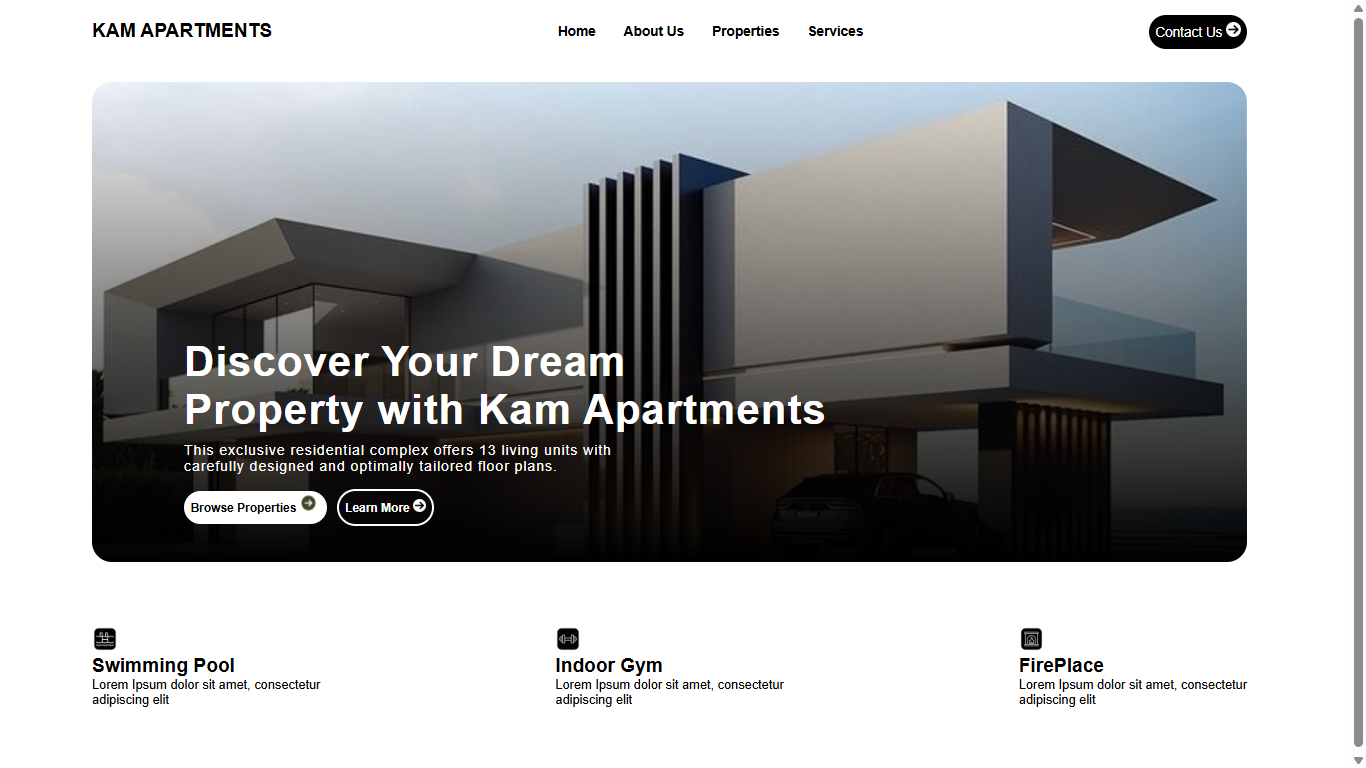 KAM APARTMENTS
Home
About Us
Properties
Services
Contact Us
Discover Your Dream
Property with Kam Apartments
This exclusive residential complex offers 13 living units with
carefully designed and optimally tailored floor plans.
Browse Properties
Learn More
Swimming Pool
Lorem Ipsum dolor sit amet, consectetur
adipiscing elit
Indoor Gym
Lorem Ipsum dolor sit amet, consectetur
adipiscing elit
FirePlace
Lorem Ipsum dolor sit amet, consectetur
adipiscing elit